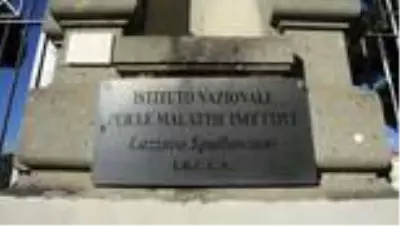 ISTITUTO NAZIONALE
PER LE MALATTIE INFETTIVE
Lazzaro Spallanzani
I.R.C.C.S.